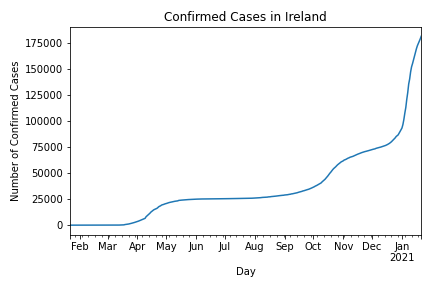 Confirmed Cases in Ireland
Number of Confirmed Cases
175000
150000
125000
100000
75000
50000
25000
0
Feb Mar Apr May Jun Jul Aug Sep Oct Nov Dec Jan
2021
Day